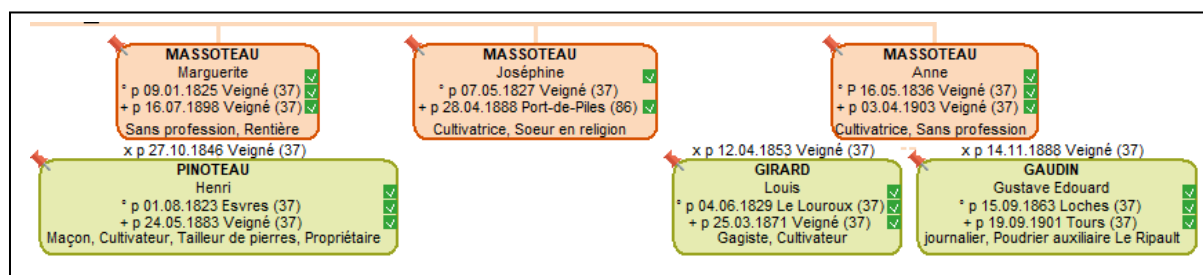 MASSOTEAU
Marguerite
° p 09.01.1825 Veigné (37)
+ p 16.07.1898 Veigné (37)
Sans profession, Rentière
x p 27.10.1846 Veigné (37)
PINOTEAU
Henri
° p 01.08.1823 Esvres (37)
+ p 24.05.1883 Veigné (37)
Maçon, Cultivateur, Tailleur de pierres, Propriétaire
MASSOTEAU
Joséphine
° p 07.05.1827 Veigné (37)
+ p 28.04.1888 Port-de-Piles (86)
Cultivatrice, Soeur en religion
MASSOTEAU
Anne
° P 16.05.1836 Veigné (37)
+ p 03.04.1903 Veigné (37)
Cultivatrice, Sans profession
x p 12.04.1853 Veigné (37)
GIRARD
Louis
° p 04.06.1829 Le Louroux (37)
+ p 25.03.1871 Veigné (37)
Gagiste, Cultivateur
x p 14.11.1888 Veigné (37)
GAUDIN
Gustave Edouard
° p 15.09.1863 Loches (37)
+ p 19.09.1901 Tours (37)
journalier, Poudrier auxiliaire Le Ripault